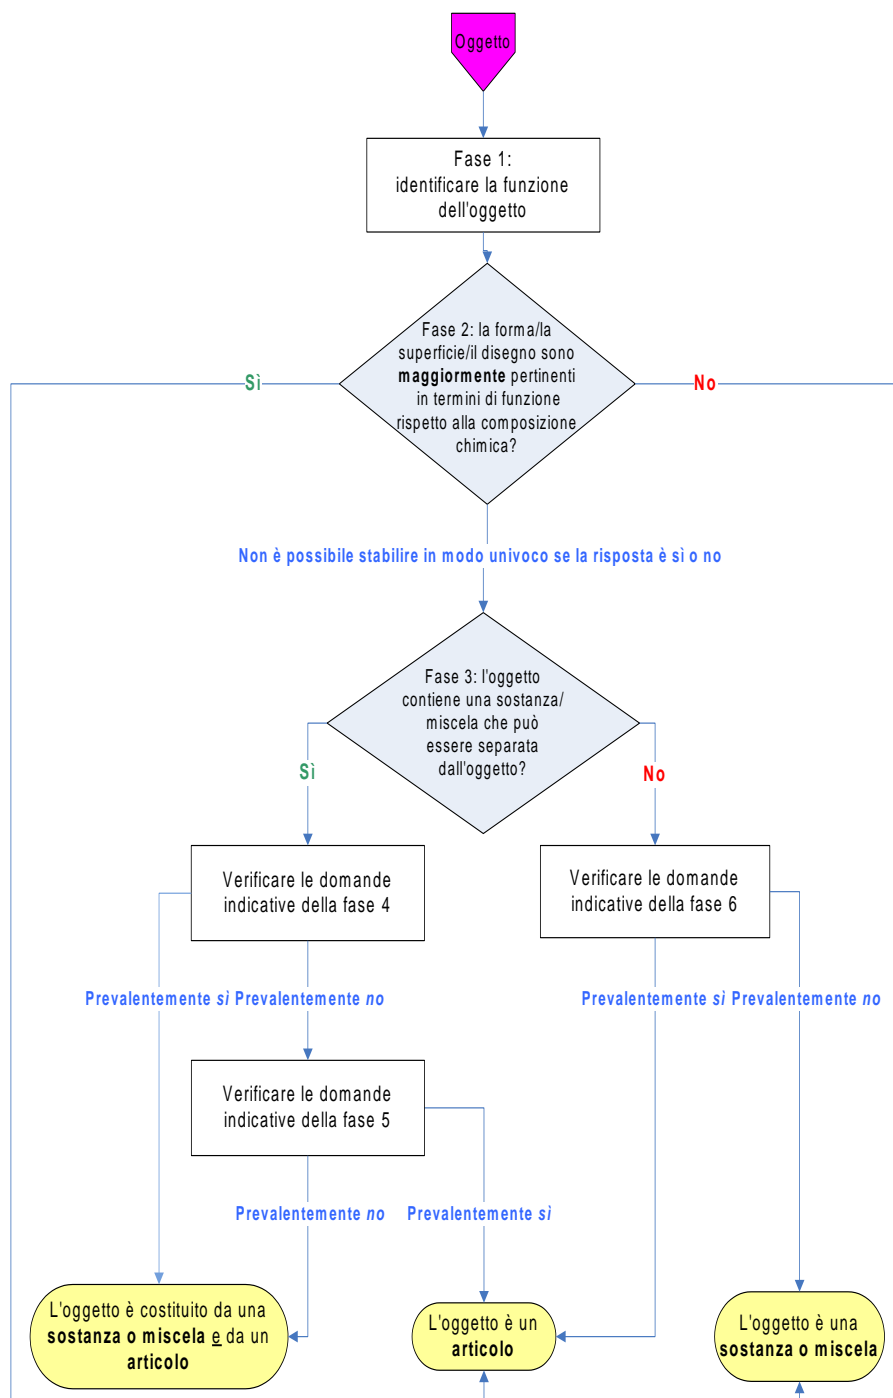 Oggetto
Fase 1:
identificare la funzione
dell'oggetto
Fase 2: la forma/la
superficie/il disegno sono
maggiormente pertinenti
in termini di funzione
rispetto alla composizione
chimica?
Sì
No
Non è possibile stabilire in modo univoco se la risposta è sì o no
Fase 3: l'oggetto
contiene una sostanza/
miscela che può
essere separata
dall'oggetto?
Sì
No
Verificare le domande
indicative della fase 4
Verificare le domande
indicative della fase 6
Prevalentemente sì Prevalentemente no
Prevalentemente sì Prevalentemente no
Verificare le domande
indicative della fase 5
Prevalentemente no
Prevalentemente sì
L'oggetto è costituito da una
sostanza o miscela e da un
articolo
L'oggetto è un
articolo
L'oggetto è una
sostanza o miscela